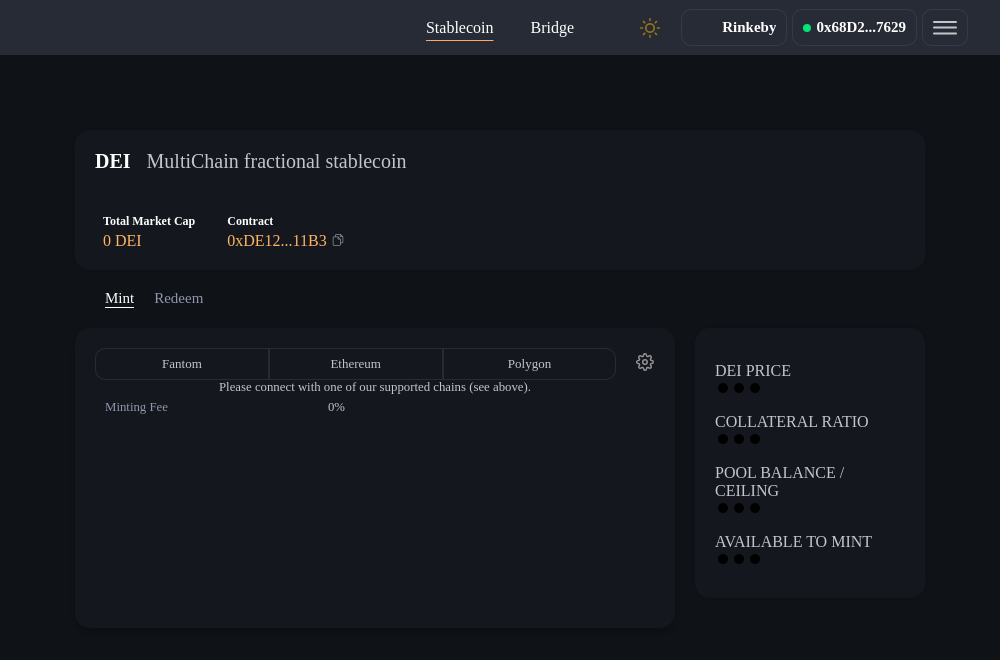 Stablecoin Bridge Rinkeby 0x68D2...7629
DEI MultiChain fractional stablecoin
Total Market Cap Contract
0 DEI 0xDE12...11B3
Mint Redeem
Fantom Ethereum Polygon
Please connect with one of our supported chains (see above).
Minting Fee 0%
DEI PRICE
COLLATERAL RATIO
POOL BALANCE /
CEILING
AVAILABLE TO MINT